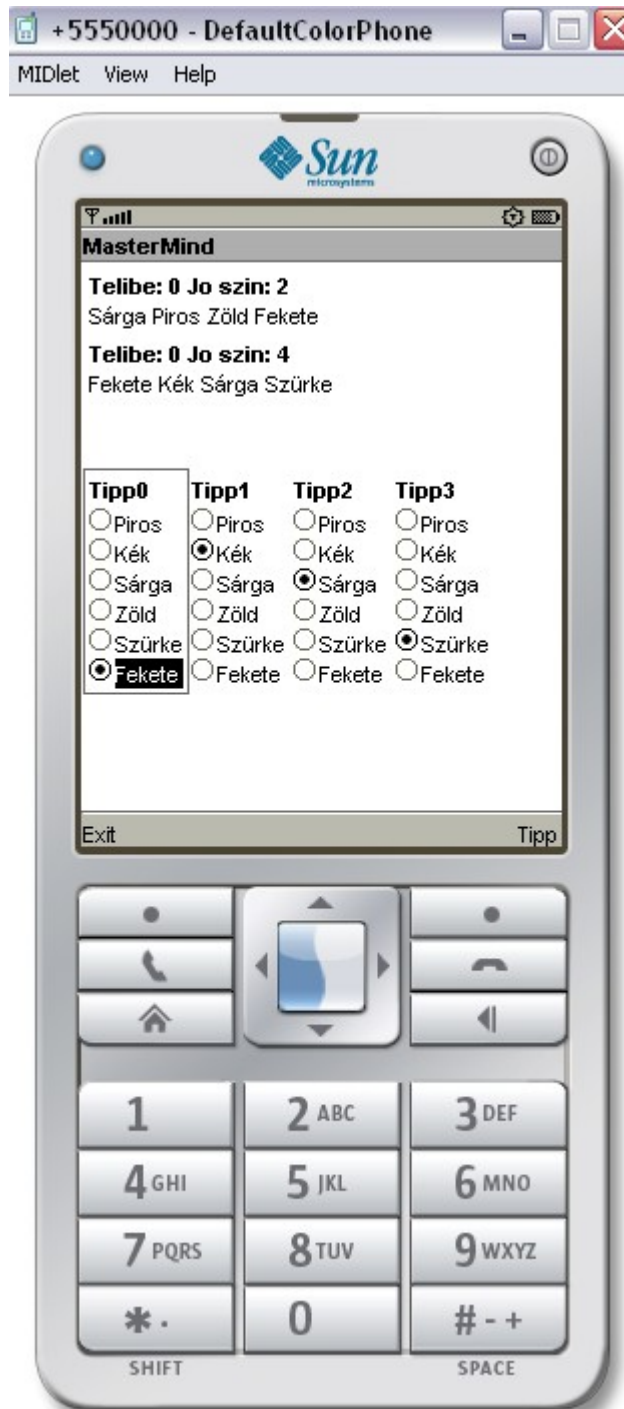 +5550000 - DefaultColorPhone
MIDlet View Help
Sun
microsystems
MasterMind
Telibe: 0 Jo szin: 2
Sárga Piros Zöld Fekete
Telibe: 0 Jo szin: 4
Fekete Kék Sárga Szürke
Tipp0 Tipp1 Tipp2 Tipp3
Piros Piros Piros Piros
Kék Kék Kék Kék
Sárga Sárga Sárga Sárga
Zöld Zöld Zöld Zöld
Szürke Szürke Szürke Szürke
Fekete Fekete Fekete Fekete
Exit Tipp
1 2 ABC 3 DEF
4 GHI 5 JKL 6 MNO
7 PQRS 8 TUV 9 WXYZ
* . 0 # - +
SHIFT SPACE